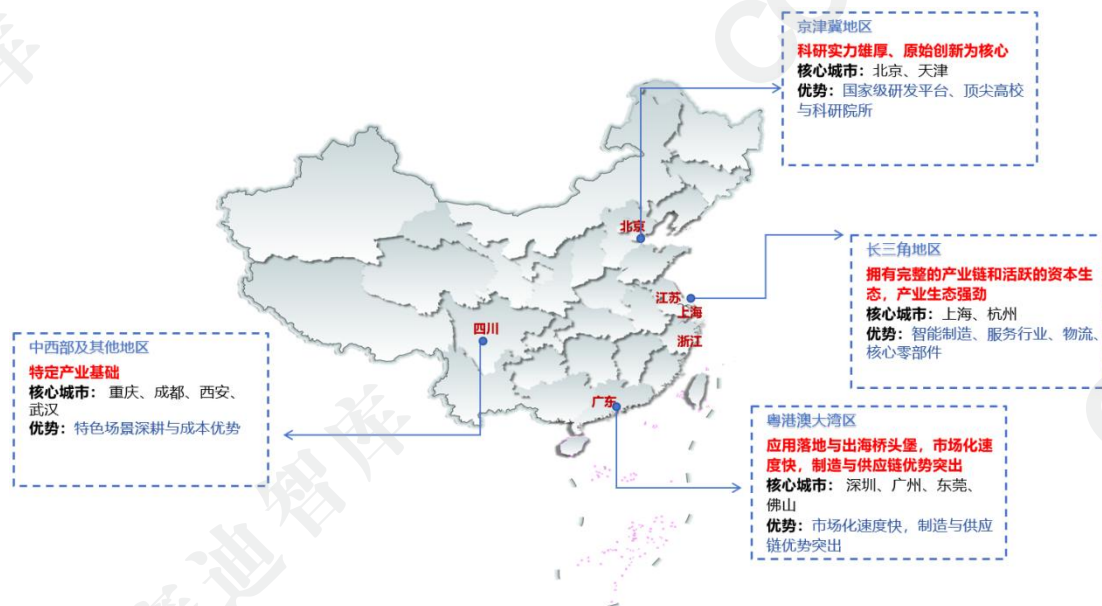 京津冀地区
科研实力雄厚、原始创新为核心
核心城市：北京、天津
优势：国家级研发平台、顶尖高校
与科研院所
北京
长三角地区
拥有完整的产业链和活跃的资本生
态，产业生态强劲
核心城市：上海、杭州
优势：智能制造、服务行业、物流、
核心零部件
江苏
上海
浙江
四川
中西部及其他地区
特定产业基础
核心城市： 重庆、成都、西安、
武汉
优势：特色场景深耕与成本优势
广东
粤港澳大湾区
应用落地与出海桥头堡，市场化速
度快，制造与供应链优势突出
核心城市： 深圳、广州、东莞、
佛山
优势：市场化速度快，制造与供应
链优势突出
迪智库
库